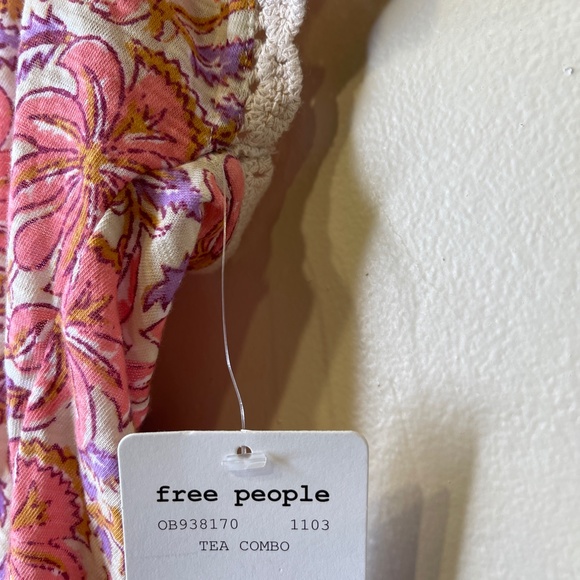 free people
OB938170 1103
TEA COMBO